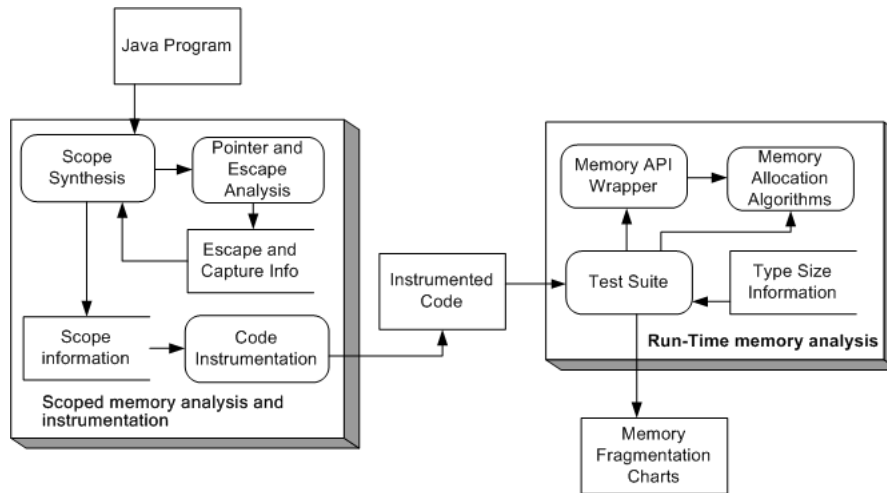 Java Program
Scope
Synthesis
Pointer and
Escape
Analysis
Escape and
Capture Info
Scope
information
Code
Instrumentation
Scoped memory analysis and
instrumentation
Instrumented
Code
Memory API
Wrapper
Memory
Allocation
Algorithms
Test Suite
Type Size
Information
Run-Time memory analysis
Memory
Fragmentation
Charts